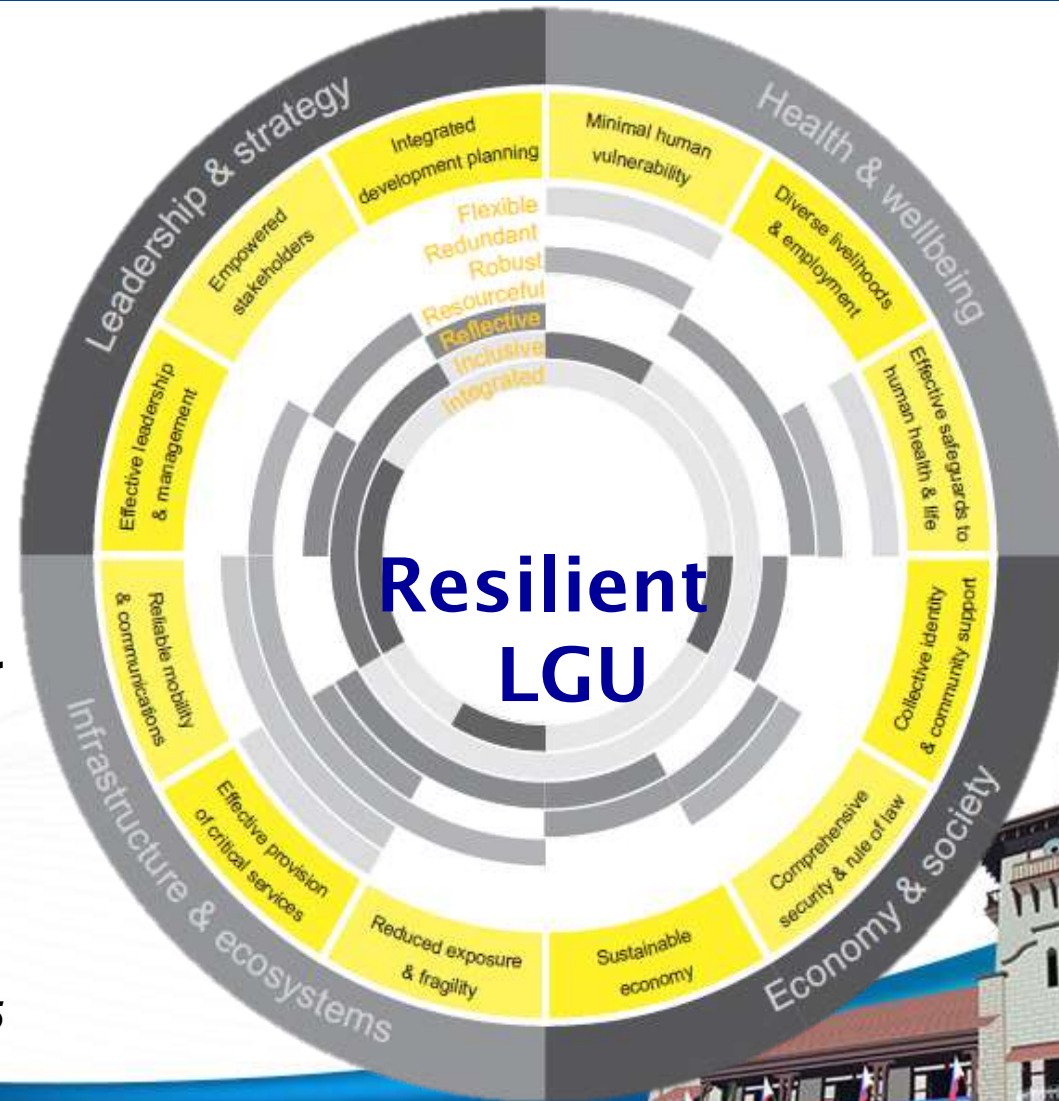 Leadership & strategy
Health & wellbeing
Economy & society
Infrastructure & ecosystems
Integrated
development planning
Minimal human
vulnerability
Diverse livelihoods
& employment
Effective safeguards to
human health & life
Collective identity
& community support
Comprehensive
security & rule of law
Sustainable
economy
Reduced exposure
& fragility
Effective provision
of critical services
Reliable mobility
& communications
Effective leadership
& management
Empowered
stakeholders
Flexible
Redundant
Robust
Resourceful
Reflective
Inclusive
Integrated
Resilient
LGU